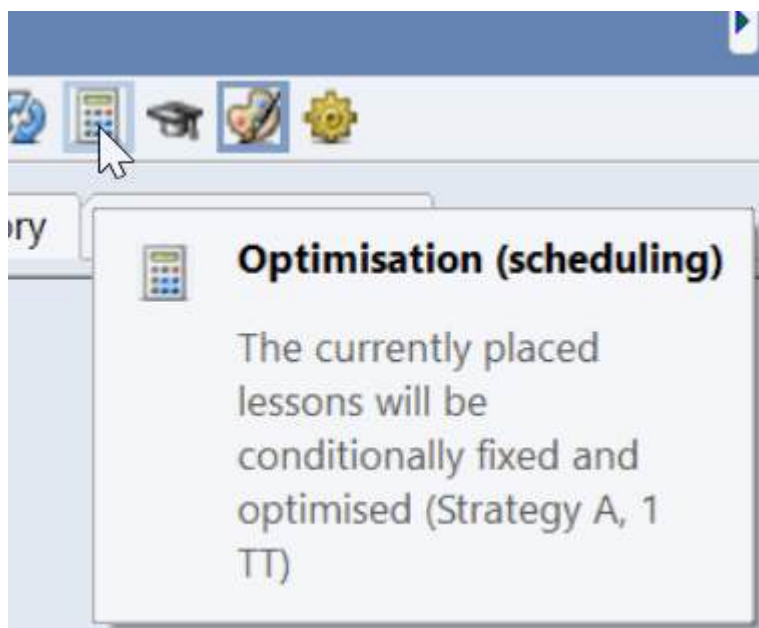 ory
Optimisation (scheduling)
The currently placed
lessons will be
conditionally fixed and
optimised (Strategy A, 1
TT)